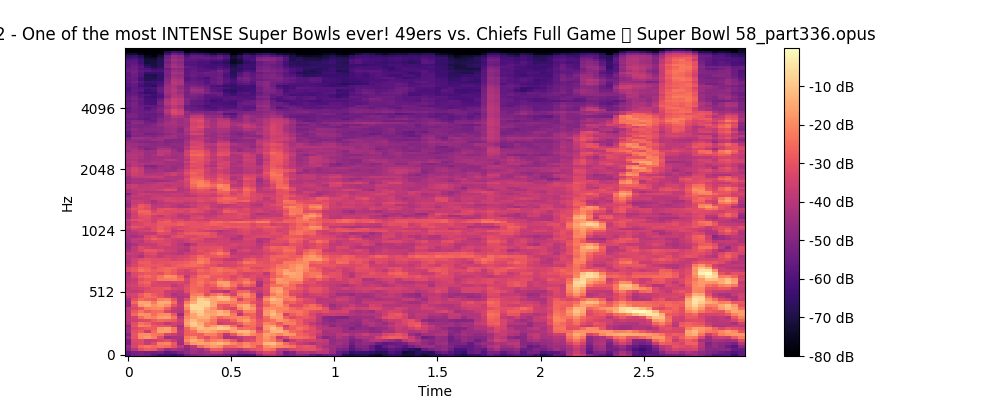 2 - One of the most INTENSE Super Bowls ever! 49ers vs. Chiefs Full Game  Super Bowl 58_part336.opus
Hz
4096
2048
1024
512
0
0 0.5 1 1.5 2 2.5
Time
-10 dB
-20 dB
-30 dB
-40 dB
-50 dB
-60 dB
-70 dB
-80 dB